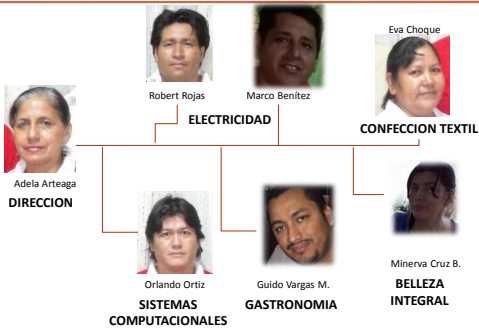 Eva Choque
Robert Rojas
Marco Benítez
ELECTRICIDAD
CONFECCION TEXTIL
Adela Arteaga
DIRECCION
Minerva Cruz B.
Orlando Ortiz
Guido Vargas M.
BELLEZA
INTEGRAL
SISTEMAS
COMPUTACIONALES
GASTRONOMIA